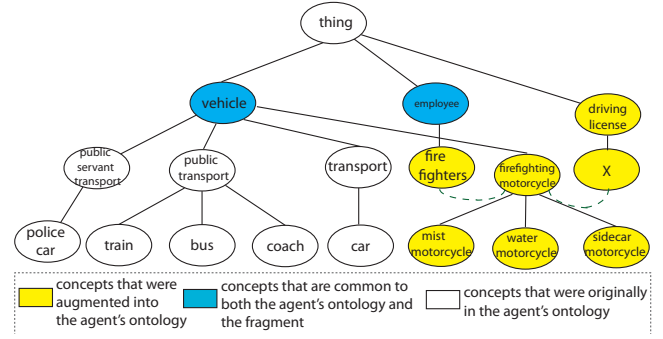 thing
vehicle
employee
driving
license
public
servant
transport
public
transport
transport
fire
fighters
firefighting
motorcycle
X
police
car
train
bus
coach
car
mist
motorcycle
water
motorcycle
sidecar
motorcycle
concepts that were
augmented into
the agent's ontology
concepts that are common to
both the agent's ontology and
the fragment
concepts that were originally
in the agent's ontology